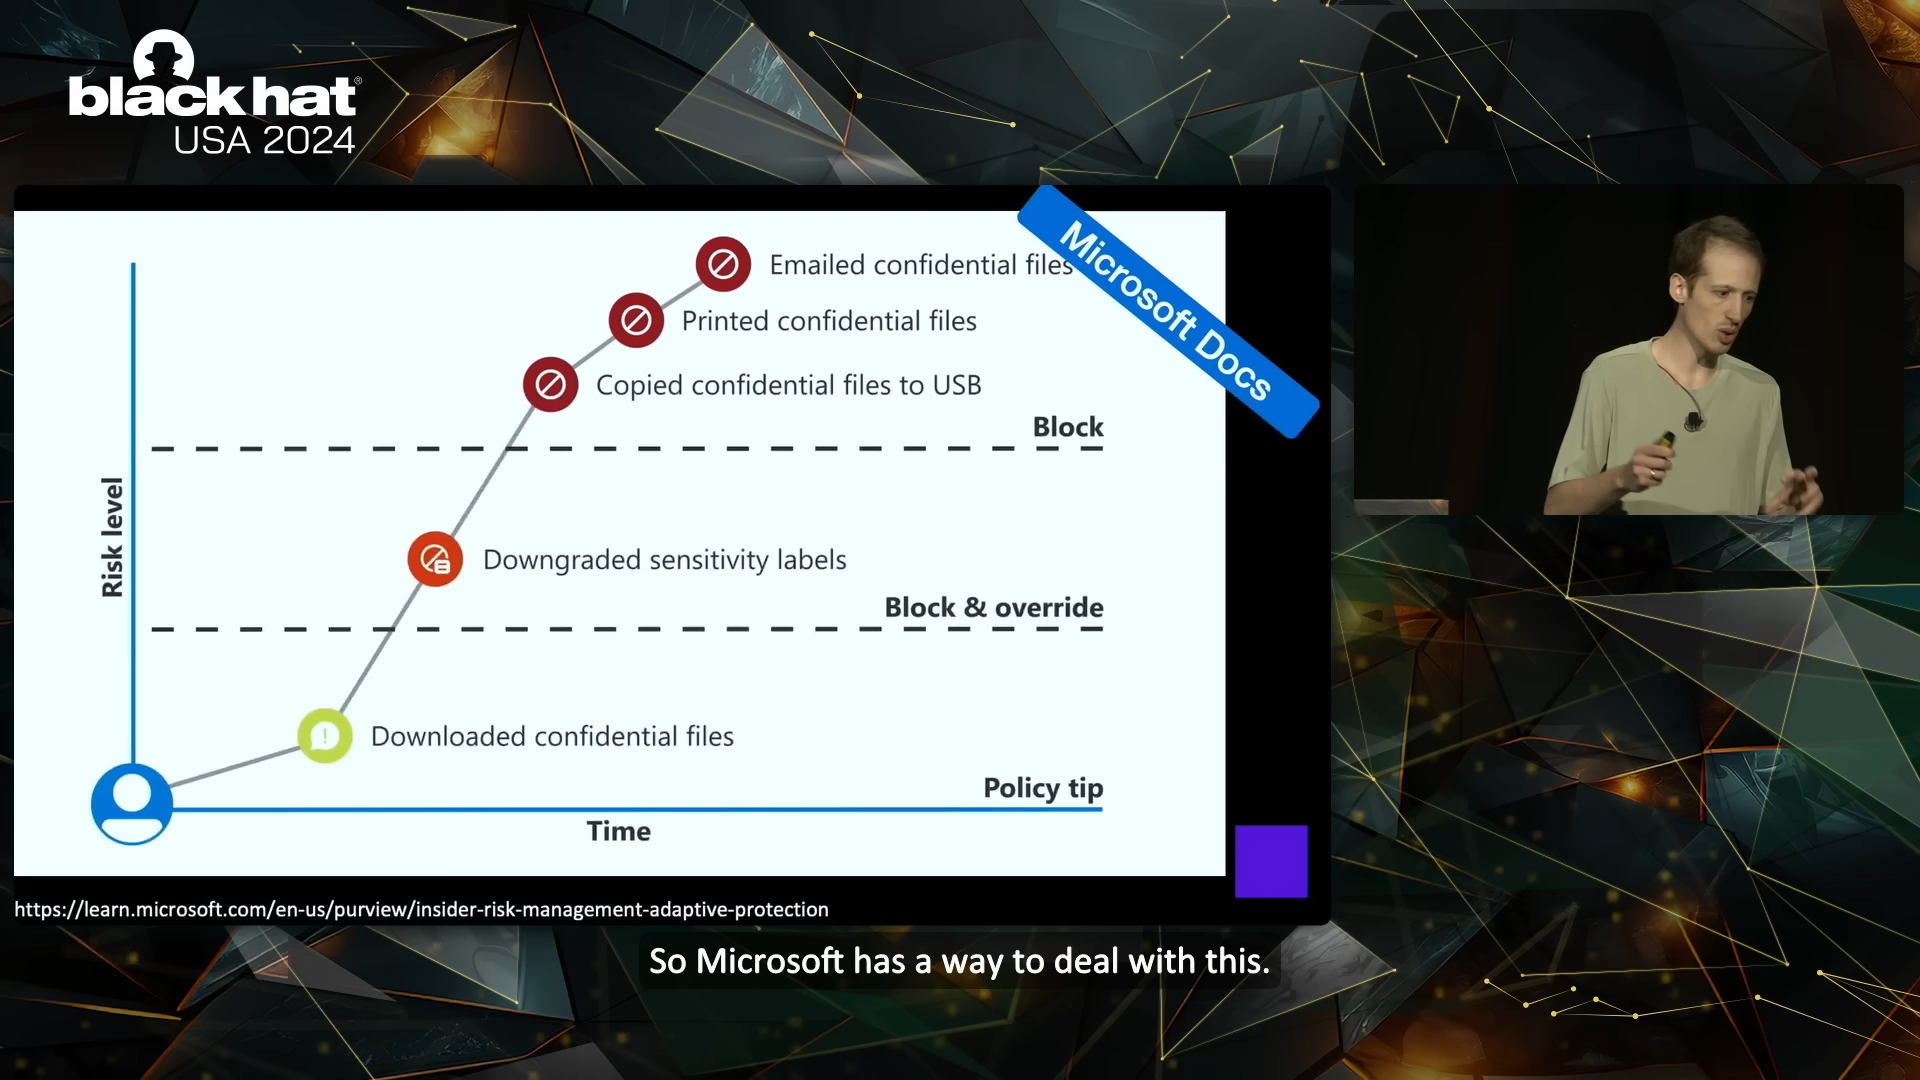 black hat®
USA 2024
Microsoft Docs
Emailed confidential files
Printed confidential files
Copied confidential files to USB
Block
Risk level
Downgraded sensitivity labels
Block & override
Downloaded confidential files
Policy tip
Time
https://learn.microsoft.com/en-us/purview/insider-risk-management-adaptive-protection
So Microsoft has a way to deal with this.